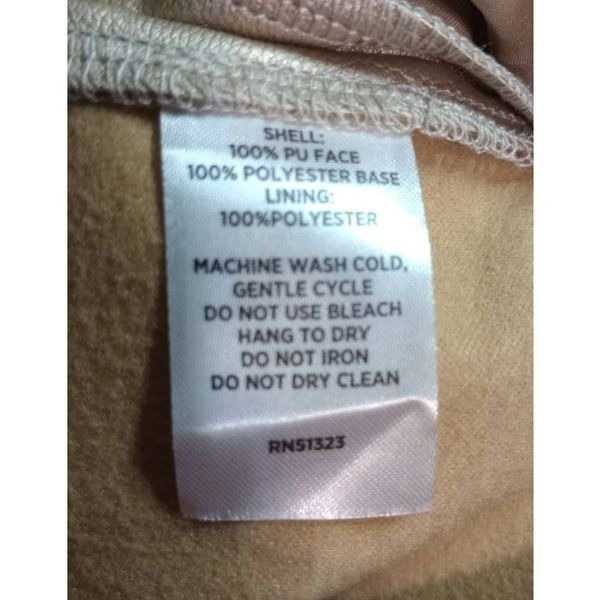 SHELL:
100% PU FACE
100% POLYESTER BASE
LINING:
100%POLYESTER
MACHINE WASH COLD,
GENTLE CYCLE
DO NOT USE BLEACH
HANG TO DRY
DO NOT IRON
DO NOT DRY CLEAN
RN51323